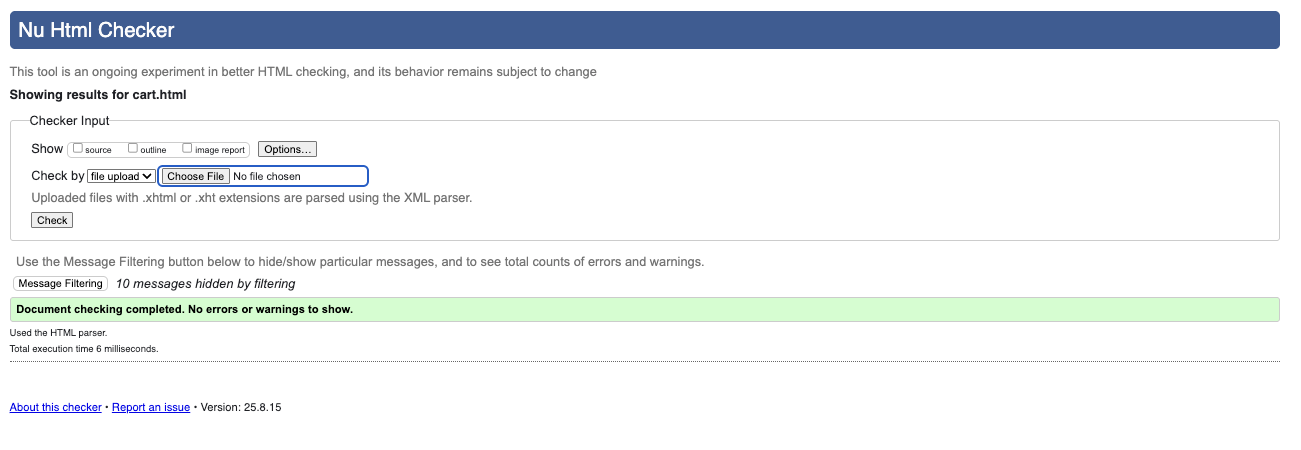 Nu Html Checker
This tool is an ongoing experiment in better HTML checking, and its behavior remains subject to change
Showing results for cart.html
Checker Input
Show source outline image report Options...
Check by file upload Choose File No file chosen
Uploaded files with .xhtml or .xht extensions are parsed using the XML parser.
Check
Use the Message Filtering button below to hide/show particular messages, and to see total counts of errors and warnings.
Message Filtering 10 messages hidden by filtering
Document checking completed. No errors or warnings to show.
Used the HTML parser.
Total execution time 6 milliseconds.
About this checker • Report an issue • Version: 25.8.15